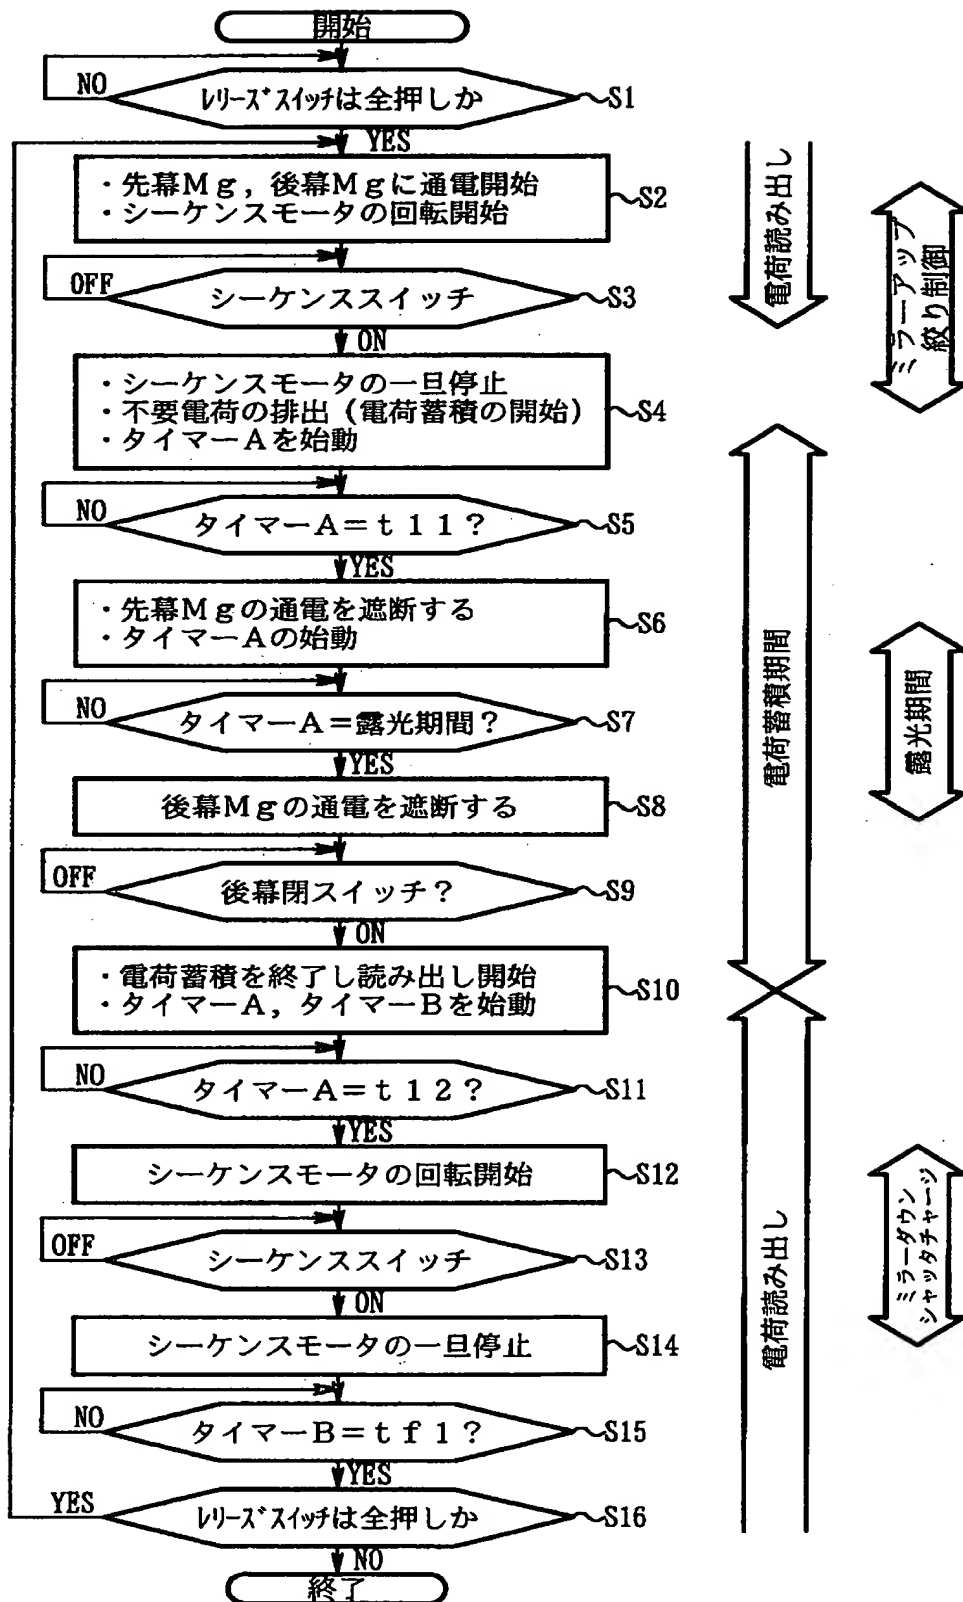 開始
NO
ﾚﾘｰｽﾞｽｲｯﾁは全押しか
S1
YES
・先幕Mg,後幕Mgに通電開始
・シーケンスモータの回転開始
S2
OFF
シーケンススイッチ
S3
ON
・シーケンスモータの一旦停止
・不要電荷の排出(電荷蓄積の開始)
・タイマーAを始動
S4
NO
タイマーA=t11?
S5
YES
・先幕Mgの通電を遮断する
・タイマーAの始動
S6
NO
タイマーA=露光期間?
S7
YES
後幕Mgの通電を遮断する
S8
OFF
後幕閉スイッチ?
S9
ON
・電荷蓄積を終了し読み出し開始
・タイマーA,タイマーBを始動
S10
NO
タイマーA=t12?
S11
YES
シーケンスモータの回転開始
S12
OFF
シーケンススイッチ
S13
ON
シーケンスモータの一旦停止
S14
NO
タイマーB=tf1?
S15
YES
YES
ﾚﾘｰｽﾞｽｲｯﾁは全押しか
S16
NO
終了
電荷読み出し
ミラーアップ
絞り制御
電荷蓄積期間
露光期間
電荷読み出し
ミラーダウン
シャッタチャージ